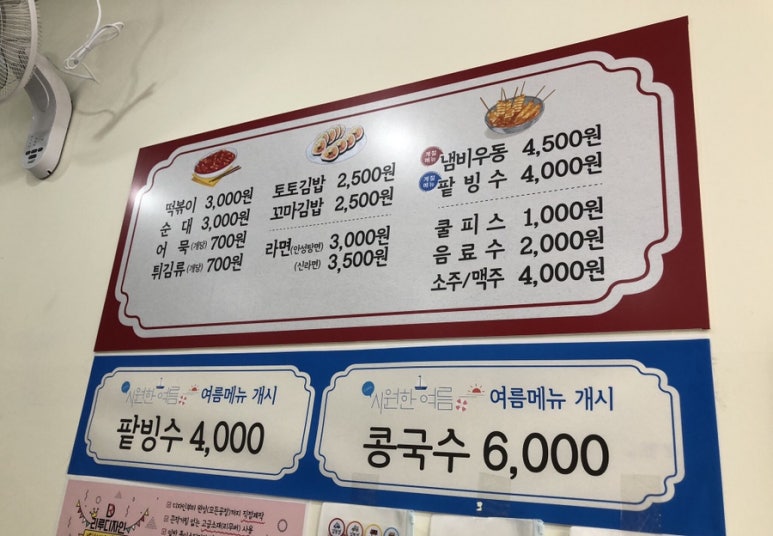 떡볶이 3,000원
순 대 3,000원
어 묵(개당) 700원
튀김류(개당) 700원
토토김밥 2,500원
꼬마김밥 2,500원
라면(안성탕면) 3,000원
(신라면) 3,500원
계절메뉴 냄비우동 4,500원
계절메뉴 팥 빙 수 4,000원
쿨 피 스 1,000원
음 료 수 2,000원
소주/맥주 4,000원
시원한 여름 여름메뉴 개시
팥빙수 4,000
시원한 여름 여름메뉴 개시
콩국수 6,000
리루디자인